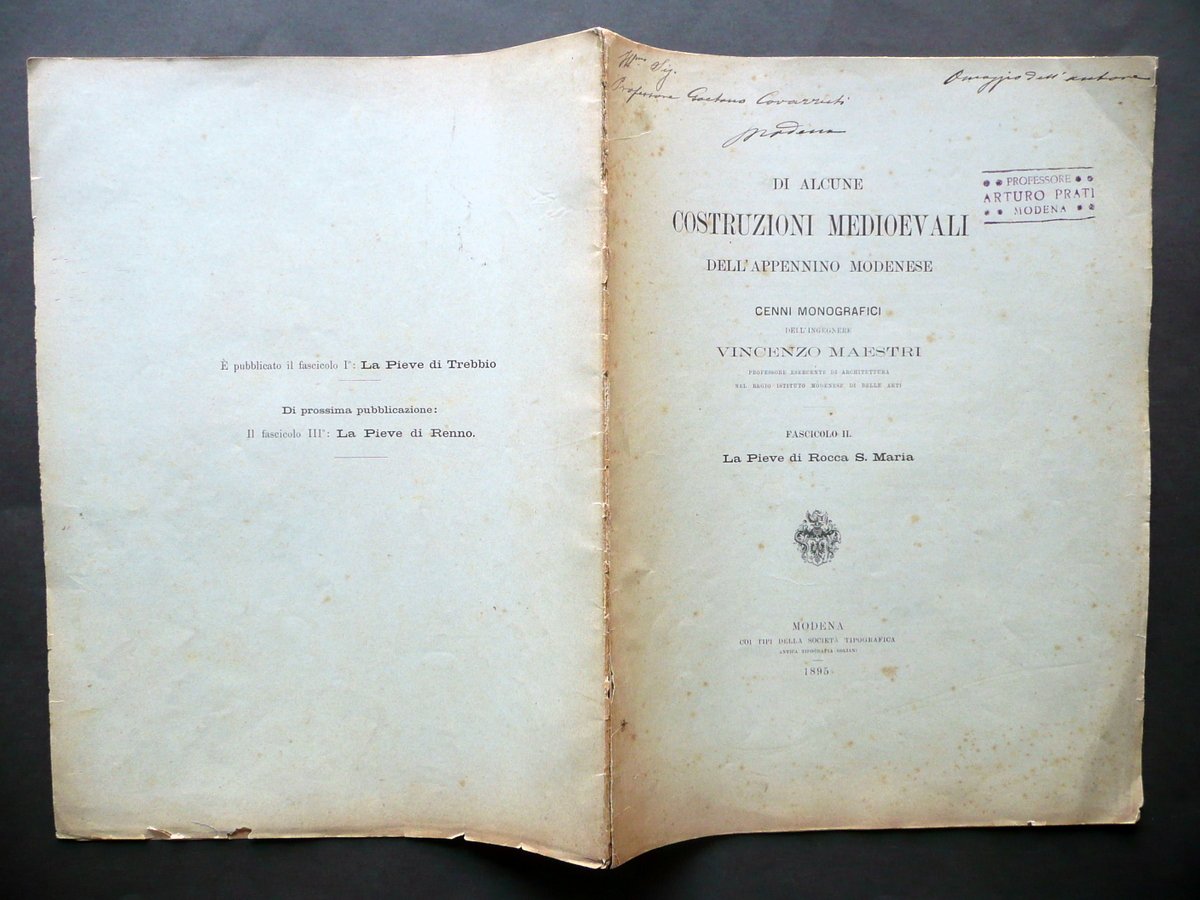 È pubblicato il fascicolo I°: La Pieve di Trebbio
Di prossima pubblicazione:
Il fascicolo III°: La Pieve di Renno.
Ill.mo Sig.
Professore Gaetano
Modena
Omaggio dell'autore
PROFESSORE
ARTURO PRATI
MODENA
DI ALCUNE
COSTRUZIONI MEDIOEVALI
DELL'APPENNINO MODENESE
CENNI MONOGRAFICI
DELL'INGEGNERE
VINCENZO MAESTRI
PROFESSORE ESERCENTE DI ARCHITETTURA
NEL REGIO ISTITUTO MODENESE DI BELLE ARTI
FASCICOLO II.
La Pieve di Rocca S. Maria
MODENA
COI TIPI DELLA SOCIETÀ TIPOGRAFICA
ANTICA TIPOGRAFIA SOLIANI
1895